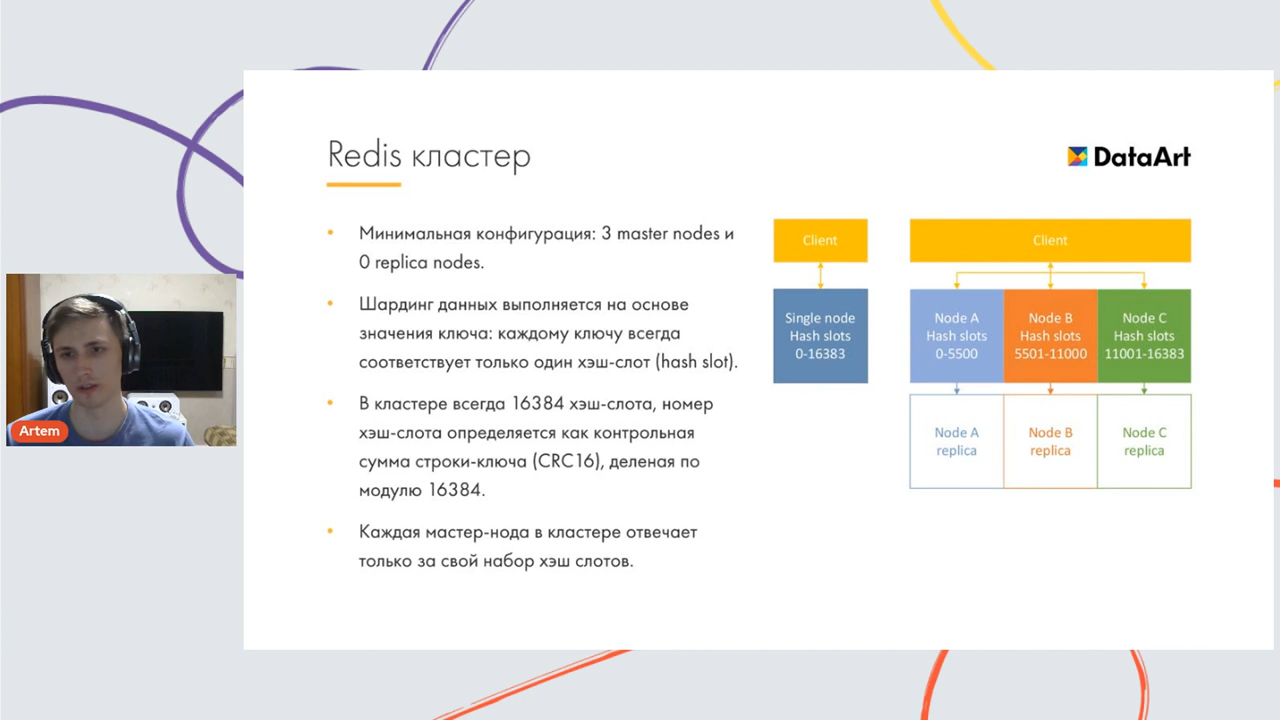 Redis кластер
DataArt
Минимальная конфигурация: 3 master nodes и
0 replica nodes.
Шардинг данных выполняется на основе
значения ключа: каждому ключу всегда
соответствует только один хэш-слот (hash slot).
В кластере всегда 16384 хэш-слота, номер
хэш-слота определяется как контрольная
сумма строки-ключа (CRC16), деленая по
модулю 16384.
Каждая мастер-нода в кластере отвечает
только за свой набор хэш слотов.
Client
Single node
Hash slots
0-16383
Client
Node A
Hash slots
0-5500
Node B
Hash slots
5501-11000
Node C
Hash slots
11001-16383
Node A
replica
Node B
replica
Node C
replica
Artem